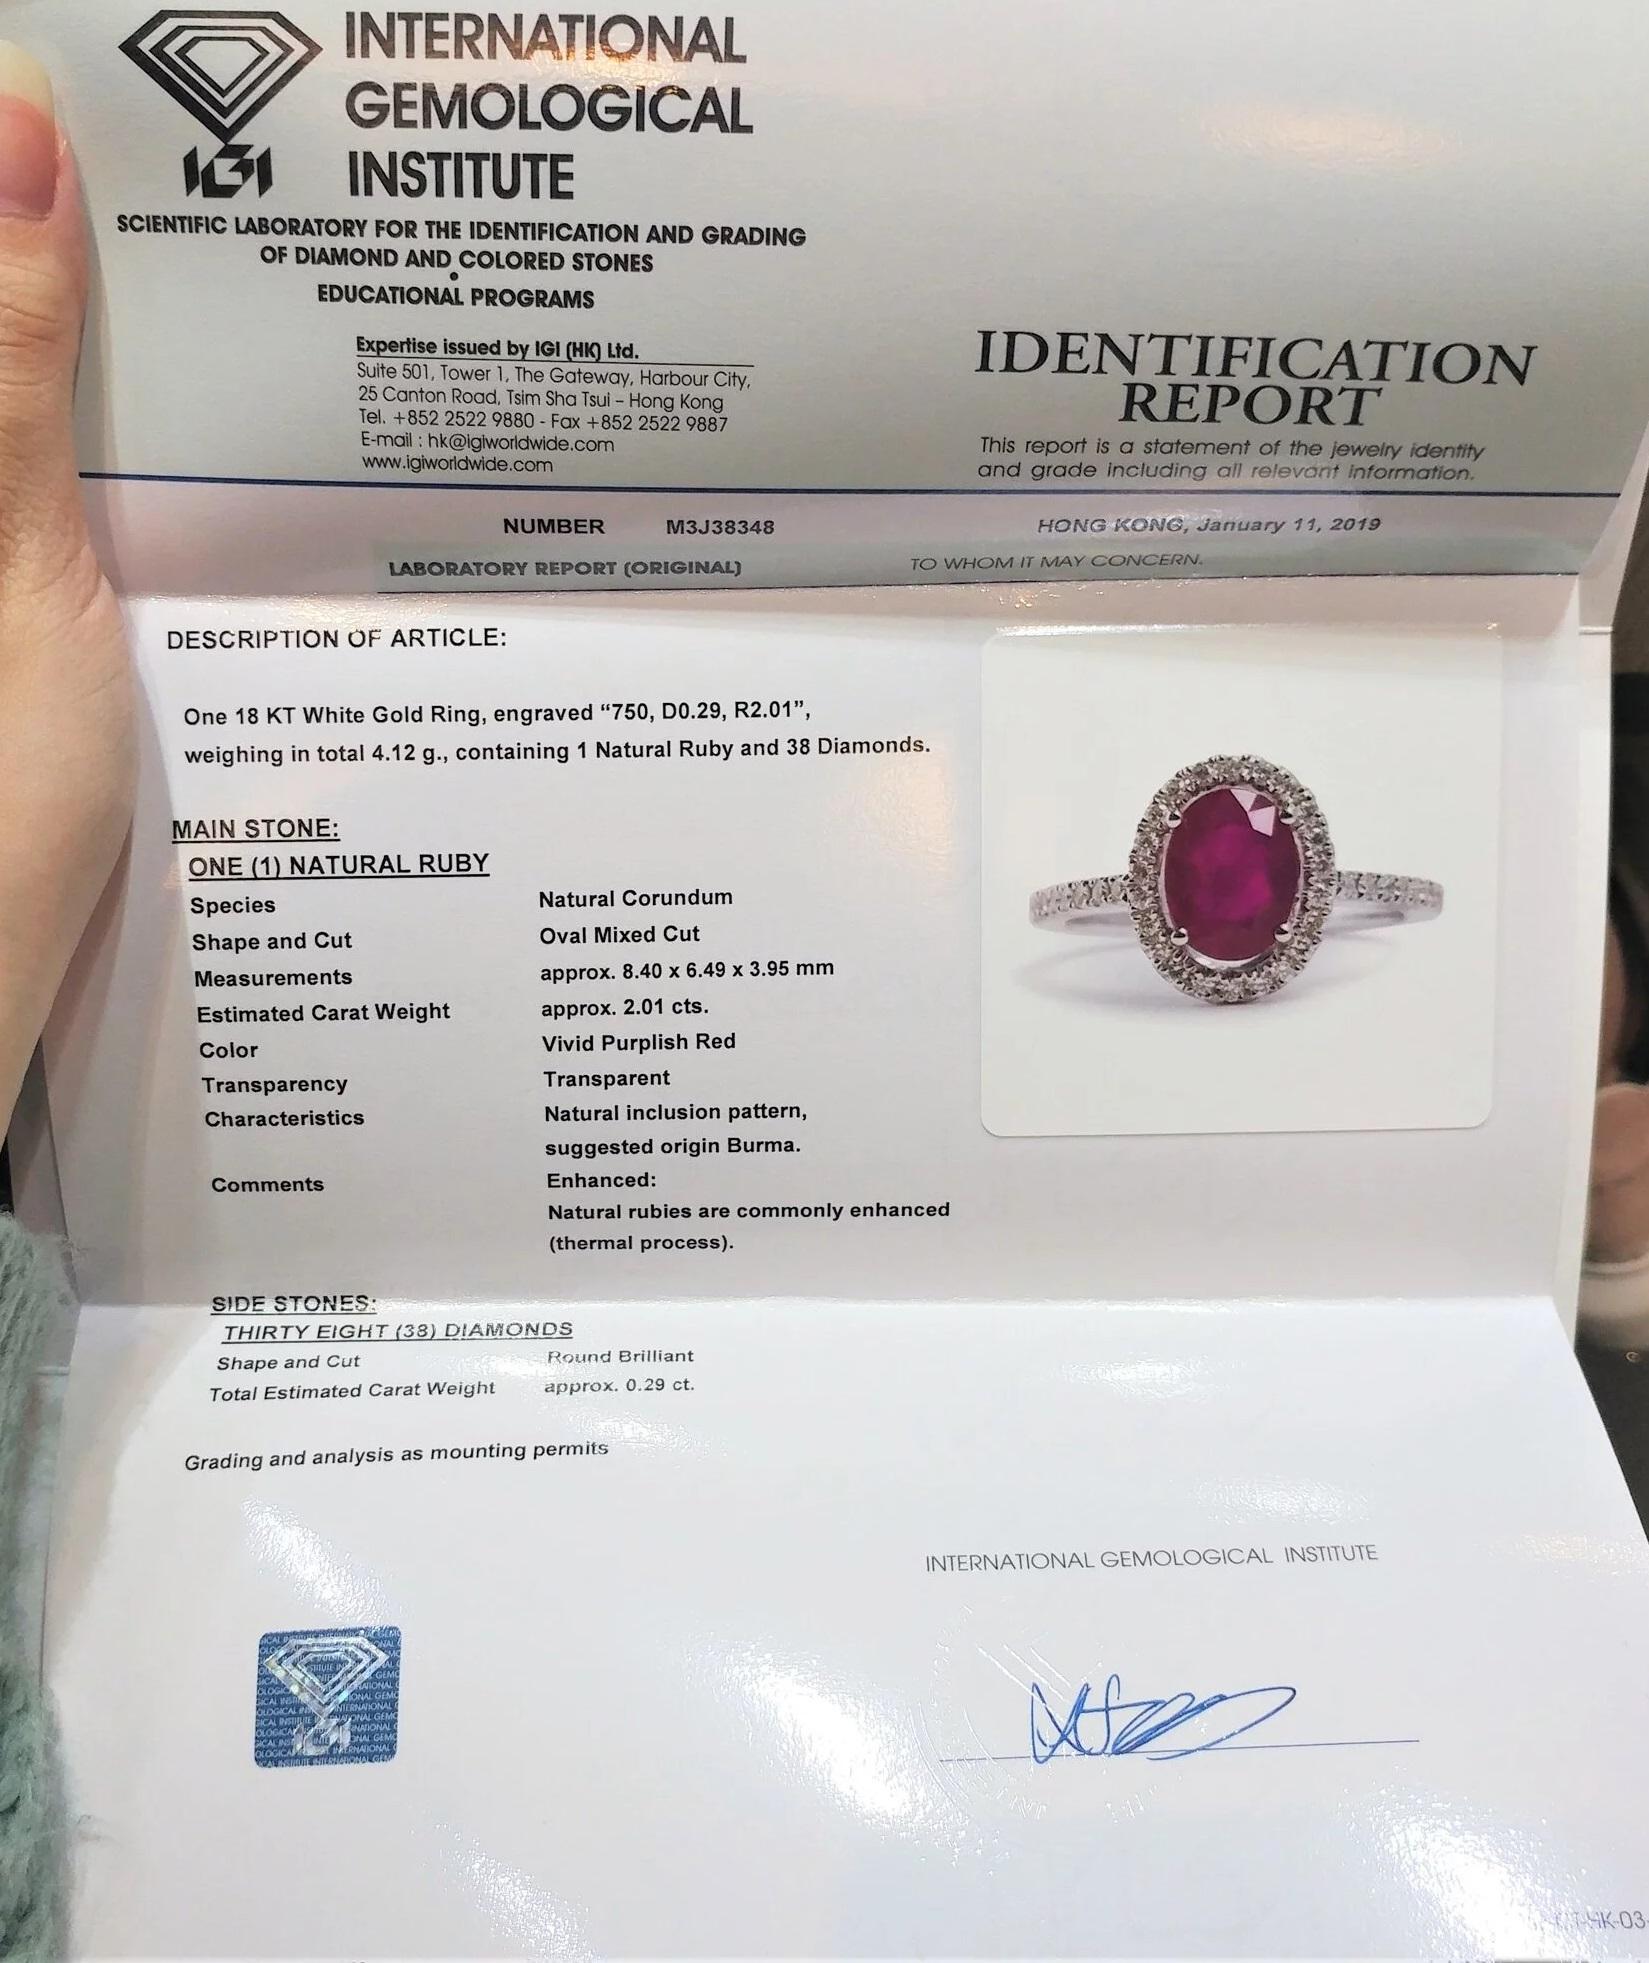 INTERNATIONAL
GEMOLOGICAL
INSTITUTE
IGI
SCIENTIFIC LABORATORY FOR THE IDENTIFICATION AND GRADING
OF DIAMOND AND COLORED STONES
•
EDUCATIONAL PROGRAMS
Expertise issued by IGI (HK) Ltd.
Suite 501, Tower 1, The Gateway, Harbour City,
25 Canton Road, Tsim Sha Tsui – Hong Kong
Tel. +852 2522 9880 - Fax +852 2522 9887
E-mail : hk@igiworldwide.com
www.igiworldwide.com
IDENTIFICATION
REPORT
This report is a statement of the jewelry identity
and grade including all relevant information.
NUMBER M3J38348
HONG KONG, January 11, 2019
LABORATORY REPORT (ORIGINAL)
TO WHOM IT MAY CONCERN.
DESCRIPTION OF ARTICLE:
One 18 KT White Gold Ring, engraved “750, D0.29, R2.01”,
weighing in total 4.12 g., containing 1 Natural Ruby and 38 Diamonds.
MAIN STONE:
ONE (1) NATURAL RUBY
Species Natural Corundum
Shape and Cut Oval Mixed Cut
Measurements approx. 8.40 x 6.49 x 3.95 mm
Estimated Carat Weight approx. 2.01 cts.
Color Vivid Purplish Red
Transparency Transparent
Characteristics Natural inclusion pattern,
suggested origin Burma.
Comments Enhanced:
Natural rubies are commonly enhanced
(thermal process).
SIDE STONES:
THIRTY EIGHT (38) DIAMONDS
Shape and Cut Round Brilliant
Total Estimated Carat Weight approx. 0.29 ct.
Grading and analysis as mounting permits
INTERNATIONAL GEMOLOGICAL INSTITUTE
IGI